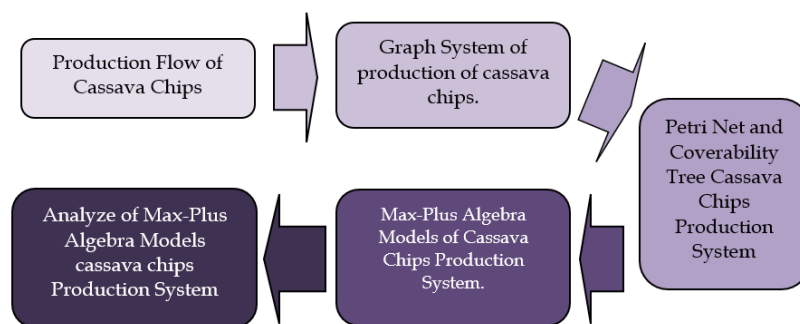 Production Flow of
Cassava Chips
Graph System of
production of cassava
chips.
Petri Net and
Coverability
Tree Cassava
Chips
Production
System
Max-Plus Algebra
Models of Cassava
Chips Production
System.
Analyze of Max-Plus
Algebra Models
cassava chips
Production System